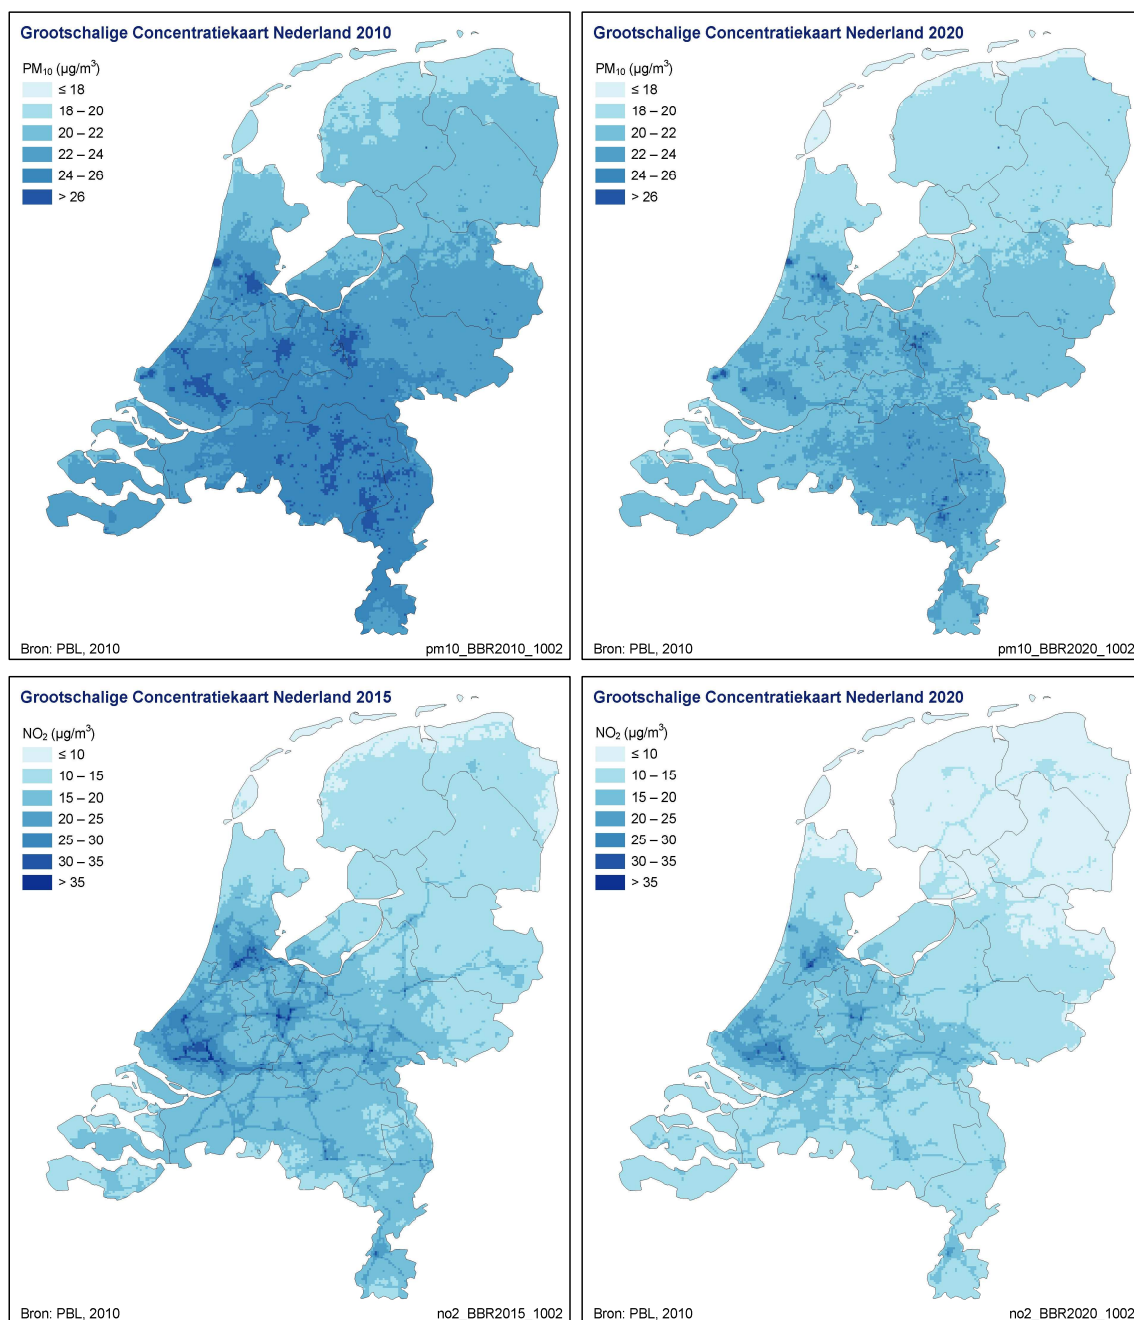 Grootschalige Concentratiekaart Nederland 2010
PM₁₀ (µg/m³)
≤ 18
18 – 20
20 – 22
22 – 24
24 – 26
> 26
Bron: PBL, 2010
pm10_BBR2010_1002
Grootschalige Concentratiekaart Nederland 2020
PM₁₀ (µg/m³)
≤ 18
18 – 20
20 – 22
22 – 24
24 – 26
> 26
Bron: PBL, 2010
pm10_BBR2020_1002
Grootschalige Concentratiekaart Nederland 2015
NO₂ (µg/m³)
≤ 10
10 – 15
15 – 20
20 – 25
25 – 30
30 – 35
> 35
Bron: PBL, 2010
no2_BBR2015_1002
Grootschalige Concentratiekaart Nederland 2020
NO₂ (µg/m³)
≤ 10
10 – 15
15 – 20
20 – 25
25 – 30
30 – 35
> 35
Bron: PBL, 2010
no2_BBR2020_1002